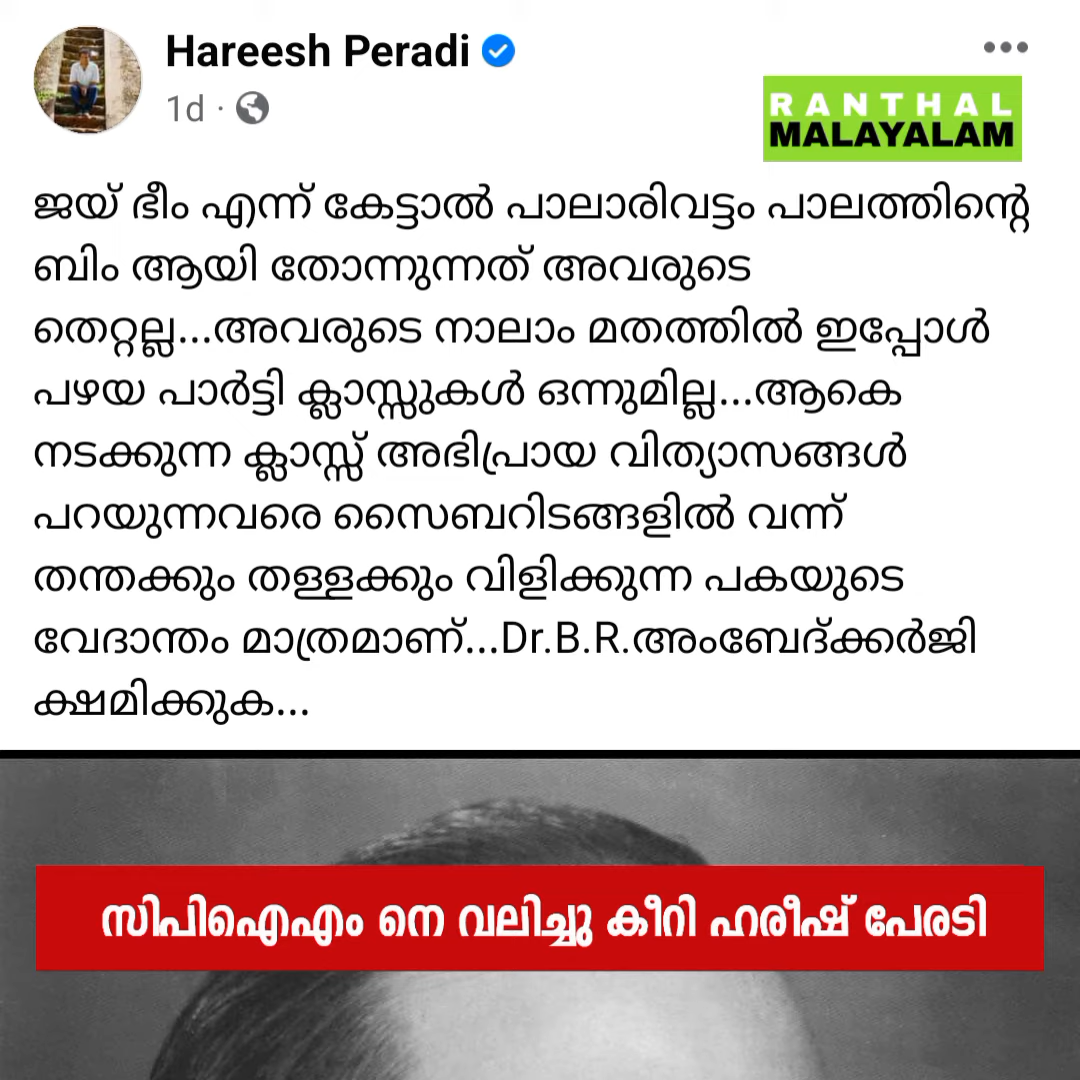 Hareesh Peradi
1d ·
RANTHAL
MALAYALAM
ജയ് ഭീം എന്ന് കേട്ടാൽ പാലാരിവട്ടം പാലത്തിന്റെ
ബിം ആയി തോന്നുന്നത് അവരുടെ
തെറ്റല്ല...അവരുടെ നാലാം മതത്തിൽ ഇപ്പോൾ
പഴയ പാർട്ടി ക്ലാസ്സുകൾ ഒന്നുമില്ല...ആകെ
നടക്കുന്ന ക്ലാസ്സ് അഭിപ്രായ വിത്യാസങ്ങൾ
പറയുന്നവരെ സൈബറിടങ്ങളിൽ വന്ന്
തന്തക്കും തള്ളക്കും വിളിക്കുന്ന പകയുടെ
വേദാന്തം മാത്രമാണ്...Dr.B.R.അംബേദ്ക്കർജി
ക്ഷമിക്കുക...
സിപിഐഎം നെ വലിച്ചു കീറി ഹരീഷ് പേരടി